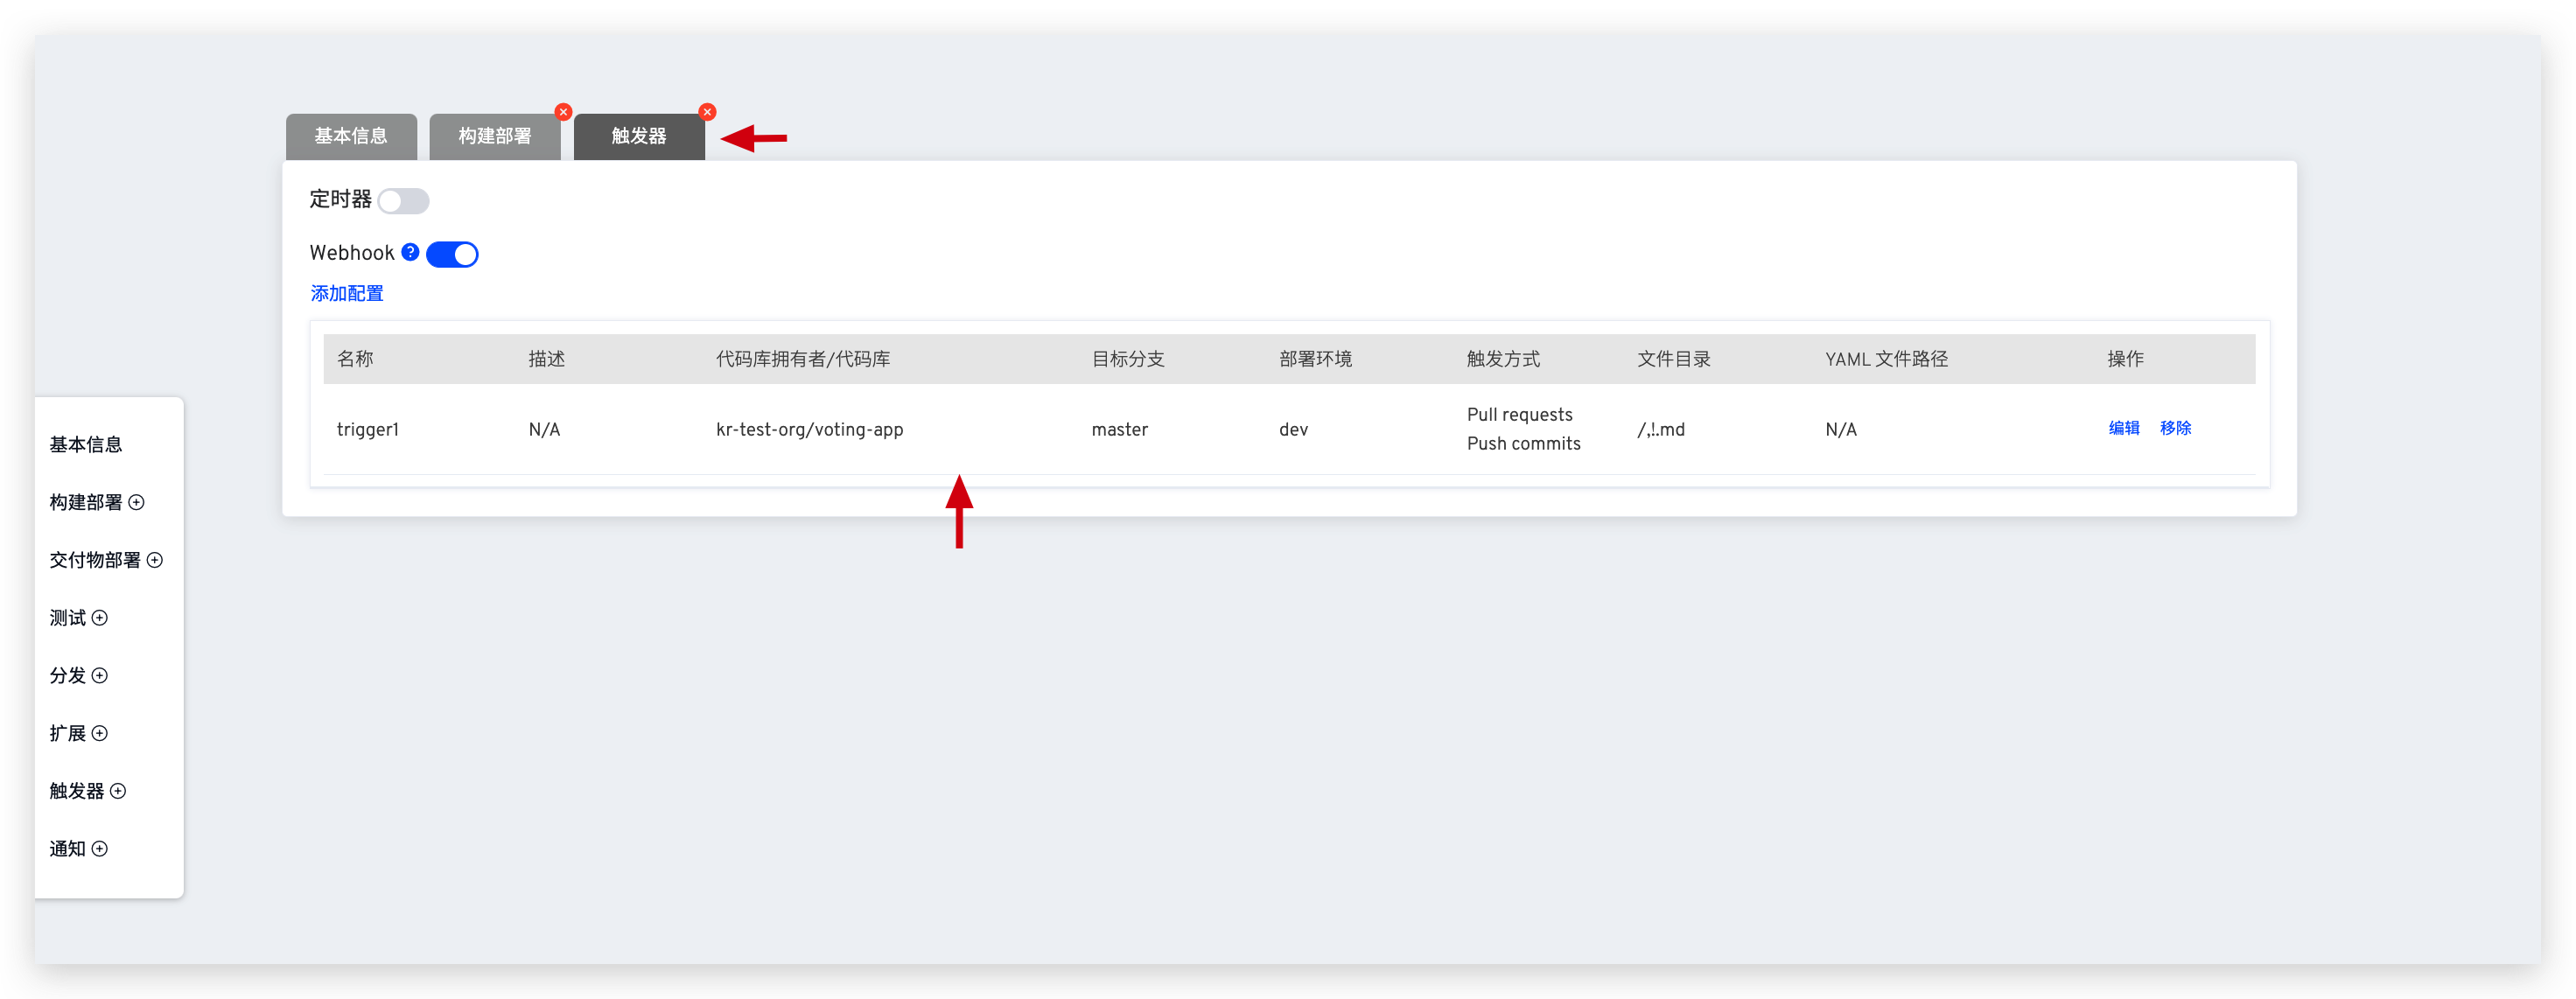 基本信息 构建部署 触发器
定时器
Webhook ?
添加配置
名称 描述 代码库拥有者/代码库 目标分支 部署环境 触发方式 文件目录 YAML 文件路径 操作
trigger1 N/A kr-test-org/voting-app master dev Pull requests Push commits /,!.md N/A 编辑 移除
基本信息
构建部署
交付物部署
测试
分发
扩展
触发器
通知